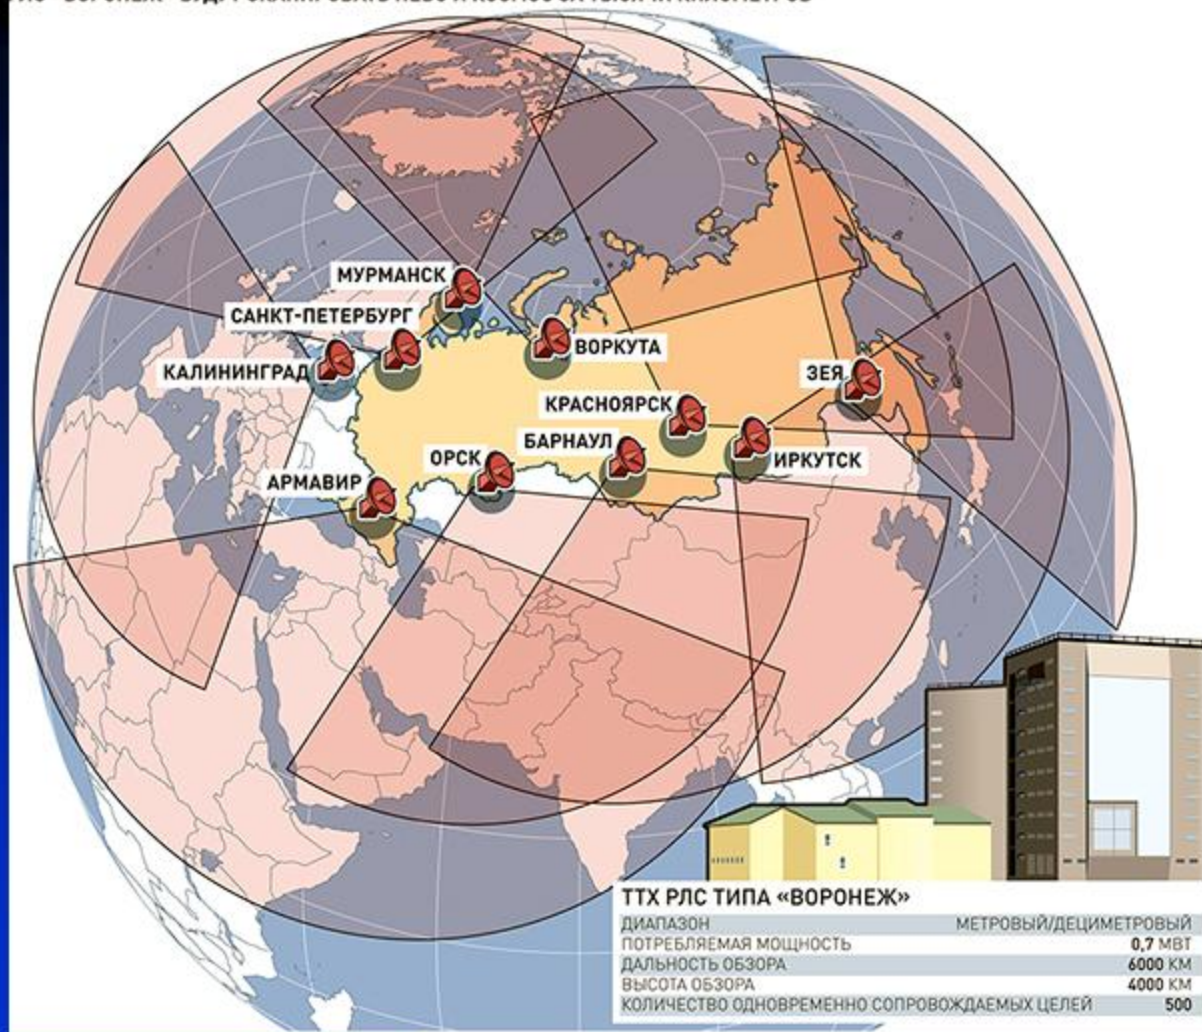 МУРМАНСК
САНКТ-ПЕТЕРБУРГ
КАЛИНИНГРАД
ВОРКУТА
ЗЕЯ
КРАСНОЯРСК
БАРНАУЛ
ИРКУТСК
ОРСК
АРМАВИР
ТТХ РЛС ТИПА «ВОРОНЕЖ»
ДИАПАЗОН МЕТРОВЫЙ/ДЕЦИМЕТРОВЫЙ
ПОТРЕБЛЯЕМАЯ МОЩНОСТЬ 0,7 МВТ
ДАЛЬНОСТЬ ОБЗОРА 6000 КМ
ВЫСОТА ОБЗОРА 4000 КМ
КОЛИЧЕСТВО ОДНОВРЕМЕННО СОПРОВОЖДАЕМЫХ ЦЕЛЕЙ 500